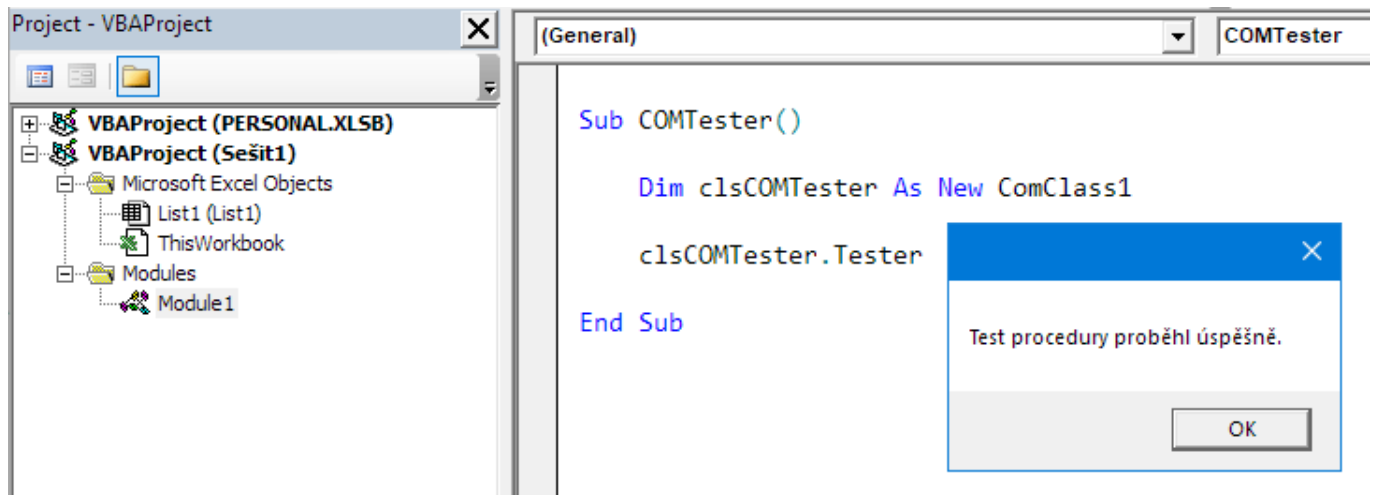 Project - VBAProject
VBAProject (PERSONAL.XLSB)
VBAProject (Sešit1)
Microsoft Excel Objects
List1 (List1)
ThisWorkbook
Modules
Module1
(General)
COMTester
Sub COMTester()
Dim clsCOMTester As New ComClass1
clsCOMTester.Tester
End Sub
Test procedury proběhl úspěšně.
OK